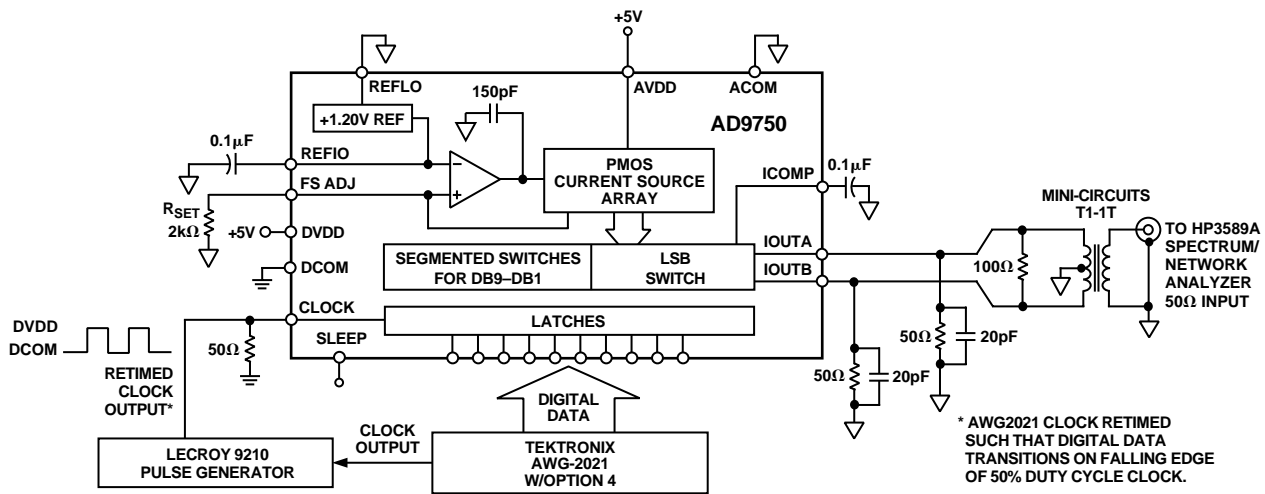 +5V
REFLO
AVDD
ACOM
150pF
+1.20V REF
AD9750
0.1µF
REFIO
–
+
PMOS
CURRENT SOURCE
ARRAY
ICOMP
0.1µF
FS ADJ
RSET
2kΩ
+5V
DVDD
DCOM
SEGMENTED SWITCHES
FOR DB9–DB1
LSB
SWITCH
IOUTA
IOUTB
MINI-CIRCUITS
T1-1T
100Ω
TO HP3589A
SPECTRUM/
NETWORK
ANALYZER
50Ω INPUT
CLOCK
LATCHES
DVDD
DCOM
50Ω
SLEEP
50Ω
20pF
50Ω
20pF
RETIMED
CLOCK
OUTPUT*
DIGITAL
DATA
CLOCK
OUTPUT
LECROY 9210
PULSE GENERATOR
TEKTRONIX
AWG-2021
W/OPTION 4
* AWG2021 CLOCK RETIMED
SUCH THAT DIGITAL DATA
TRANSITIONS ON FALLING EDGE
OF 50% DUTY CYCLE CLOCK.